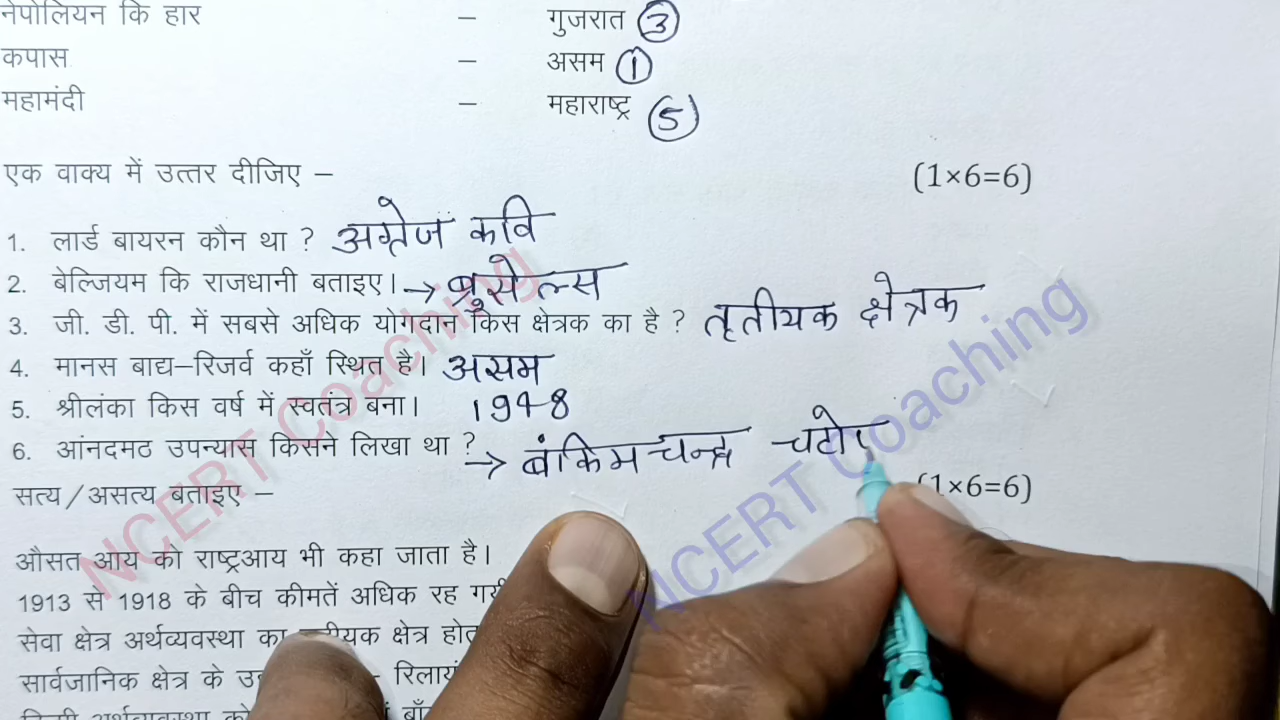 नेपोलियन कि हार – गुजरात ③
कपास – असम ①
महामंदी – महाराष्ट्र ⑤
एक वाक्य में उत्तर दीजिए – (1×6=6)
1. लार्ड बायरन कौन था ? अग्रेज कवि
2. बेल्जियम कि राजधानी बताइए। → ब्रुसेल्स
3. जी. डी. पी. में सबसे अधिक योगदान किस क्षेत्रक का है ? तृतीयक क्षेत्रक
4. मानस बाद्य–रिजर्व कहाँ स्थित है। असम
5. श्रीलंका किस वर्ष में स्वतंत्र बना। 1948
6. आंनदमठ उपन्यास किसने लिखा था ? → बंकिमचन्द्र चटो
सत्य/असत्य बताइए – (1×6=6)
औसत आय को राष्ट्रआय भी कहा जाता है।
1913 से 1918 के बीच कीमतें अधिक रह
सेवा क्षेत्र अर्थव्यवस्था का क्षेत्र
सार्वजानिक क्षेत्र के – रिलायं
NCERT Coaching
NCERT Coaching